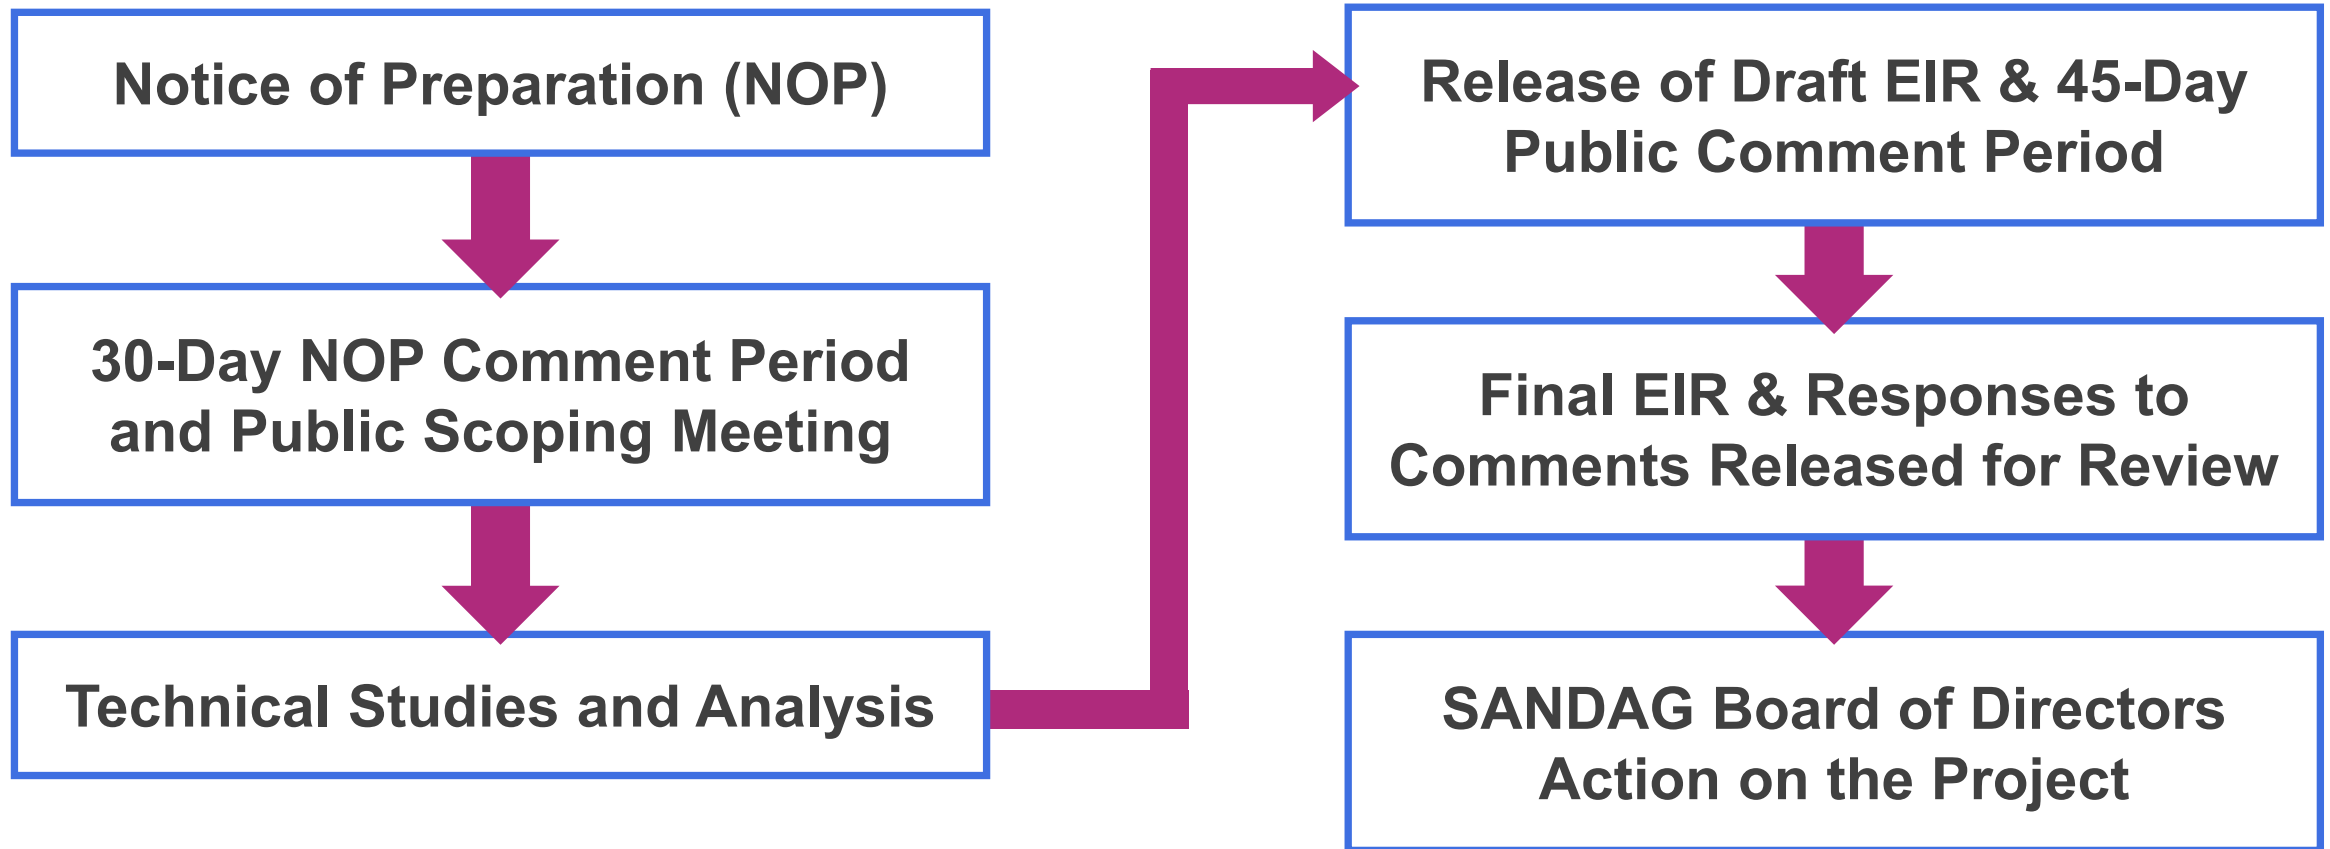 Notice of Preparation (NOP)
30-Day NOP Comment Period
and Public Scoping Meeting
Technical Studies and Analysis
Release of Draft EIR & 45-Day
Public Comment Period
Final EIR & Responses to
Comments Released for Review
SANDAG Board of Directors
Action on the Project